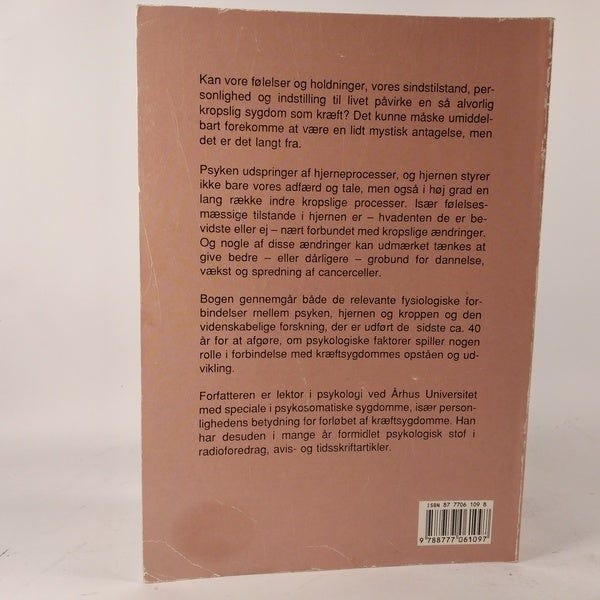 Kan vore følelser og holdninger, vores sindstilstand, per-
sonlighed og indstilling til livet påvirke en så alvorlig
kropslig sygdom som kræft? Det kunne måske umiddel-
bart forekomme at være en lidt mystisk antagelse, men
det er det langt fra.
Psyken udspringer af hjerneprocesser, og hjernen styrer
ikke bare vores adfærd og tale, men også i høj grad en
lang række indre kropslige processer. Især følelses-
mæssige tilstande i hjernen er – hvadenten de er be-
vidste eller ej – nært forbundet med kropslige ændringer.
Og nogle af disse ændringer kan udmærket tænkes at
give bedre – eller dårligere – grobund for dannelse,
vækst og spredning af cancerceller.
Bogen gennemgår både de relevante fysiologiske for-
bindelser mellem psyken, hjernen og kroppen og den
videnskabelige forskning, der er udført de sidste ca. 40
år for at afgøre, om psykologiske faktorer spiller nogen
rolle i forbindelse med kræftsygdommes opståen og ud-
vikling.
Forfatteren er lektor i psykologi ved Århus Universitet
med speciale i psykosomatiske sygdomme, især person-
lighedens betydning for forløbet af kræftsygdomme. Han
har desuden i mange år formidlet psykologisk stof i
radioforedrag, avis- og tidsskriftartikler.
ISBN 87 7706 109 8
9 788777 061097